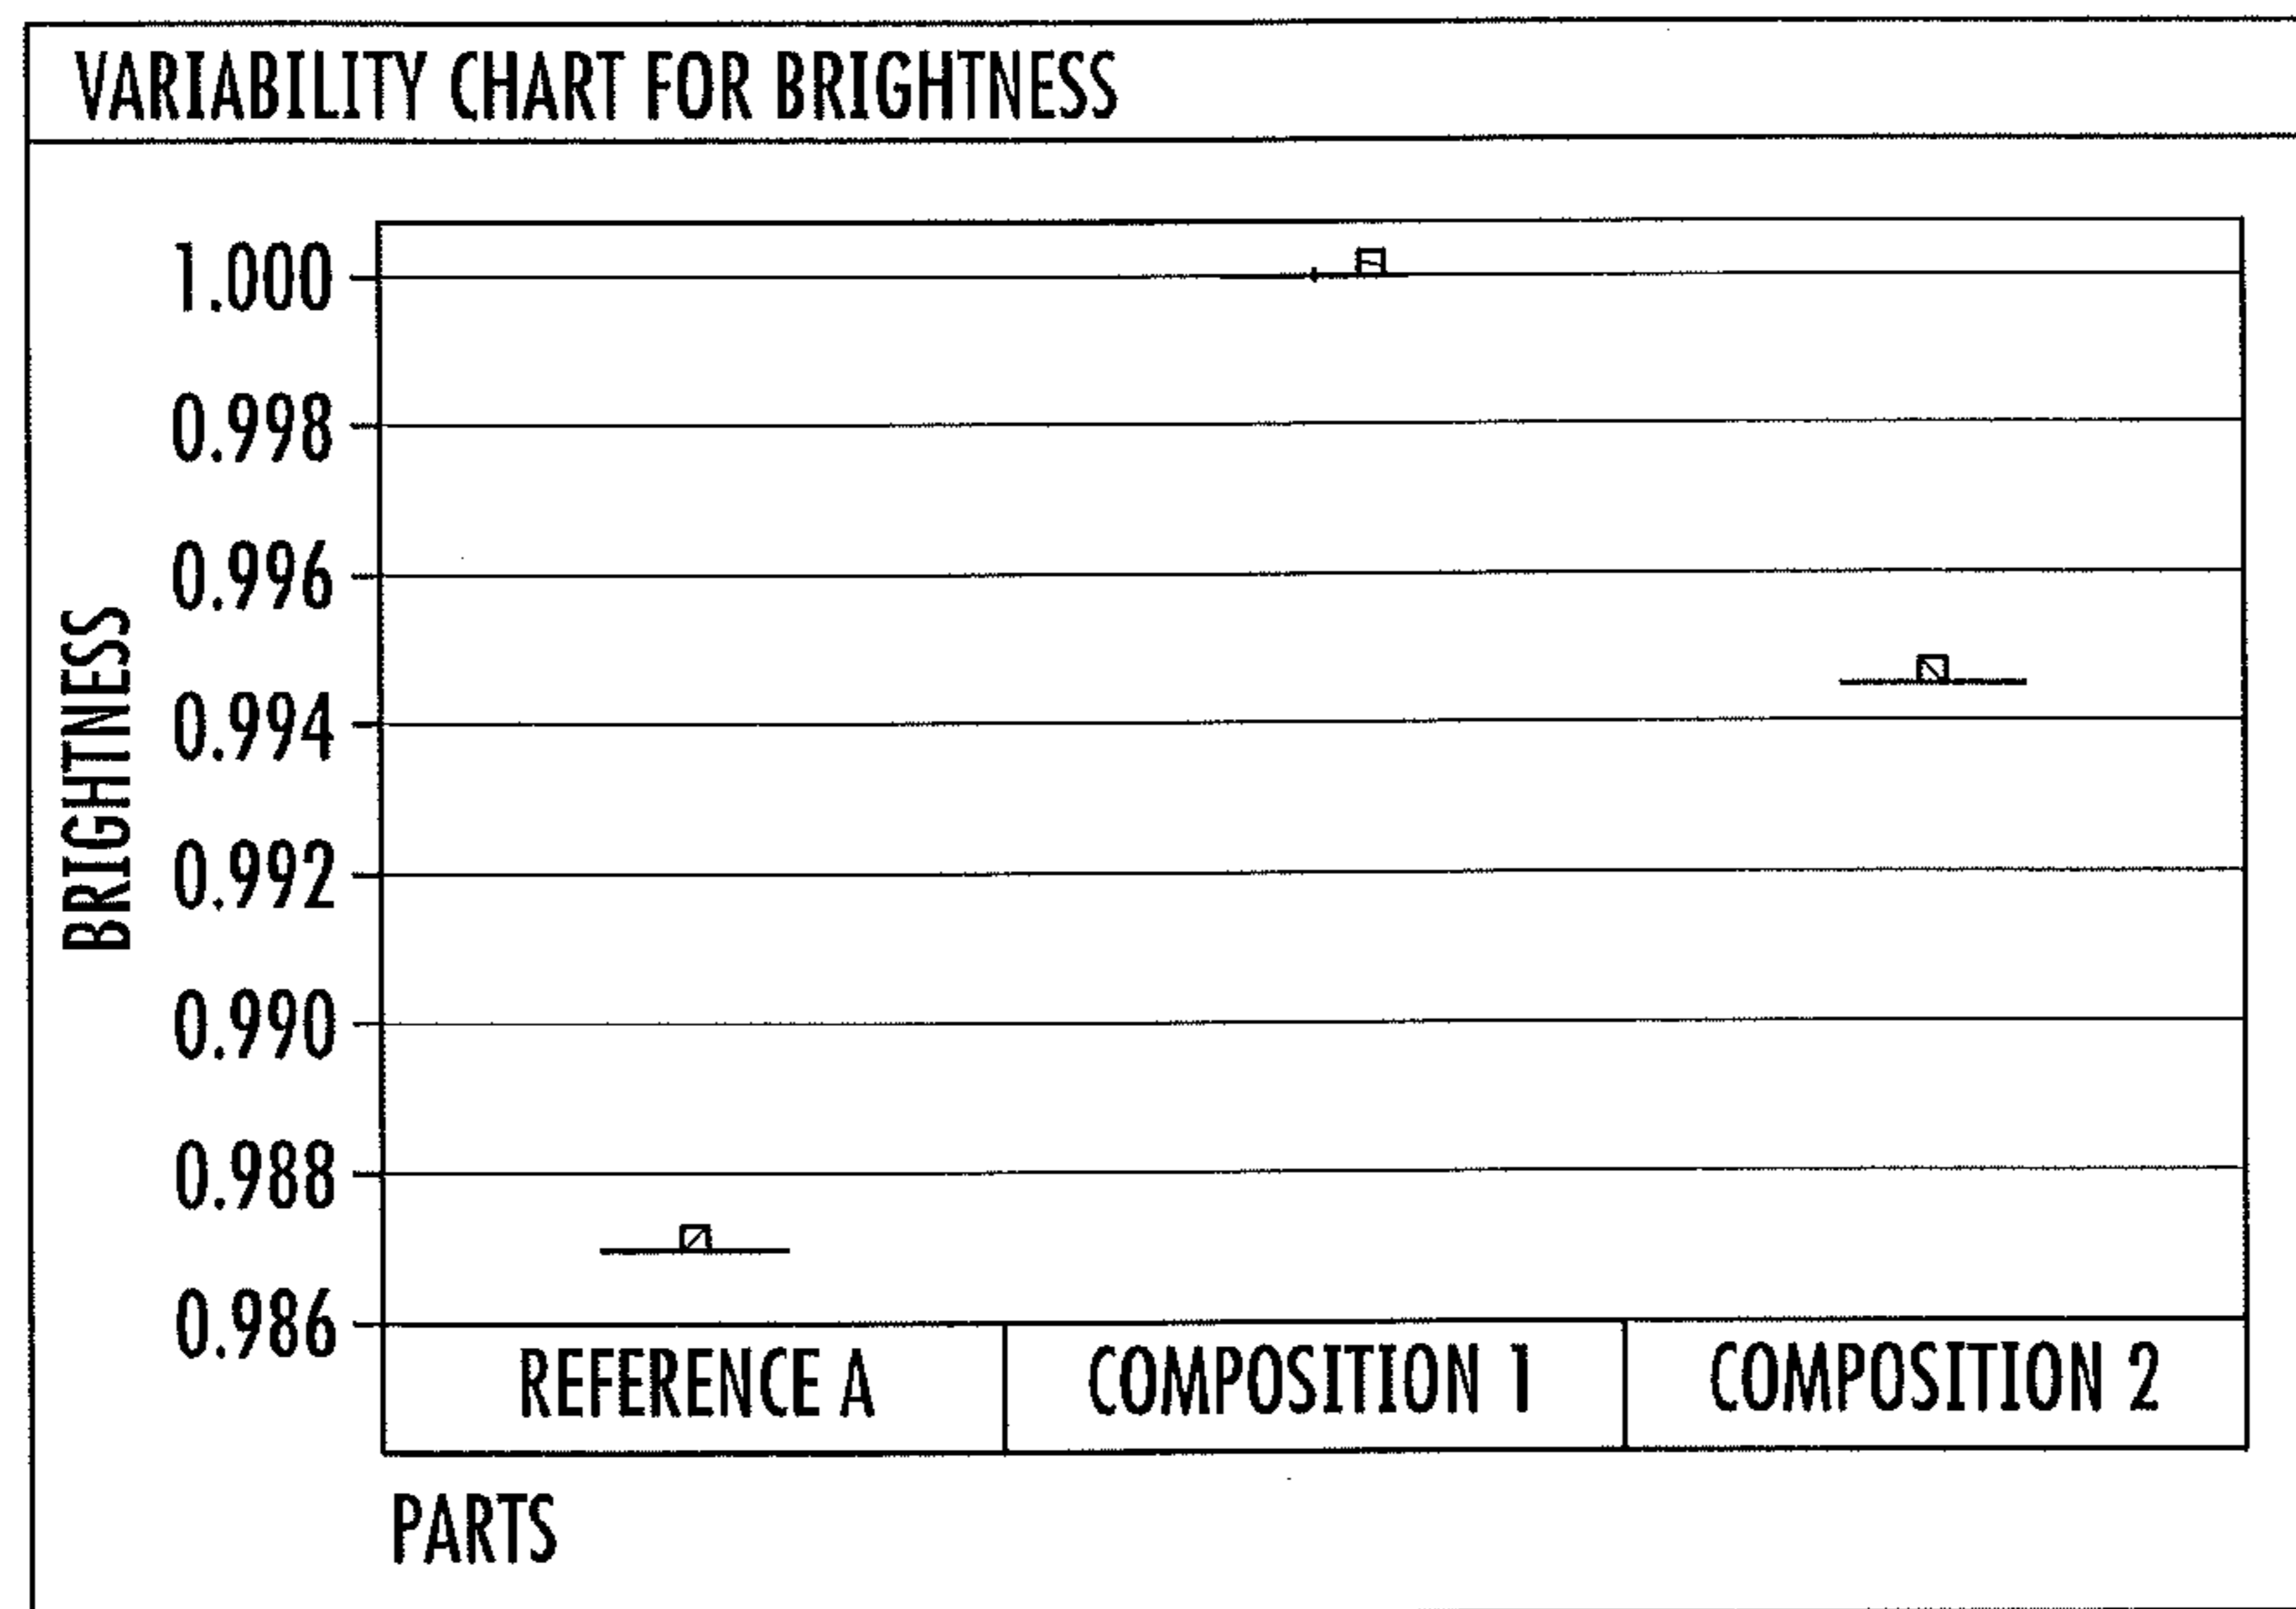 VARIABILITY CHART FOR BRIGHTNESS
BRIGHTNESS
1.000
0.998
0.996
0.994
0.992
0.990
0.988
0.986
REFERENCE A COMPOSITION 1 COMPOSITION 2
PARTS